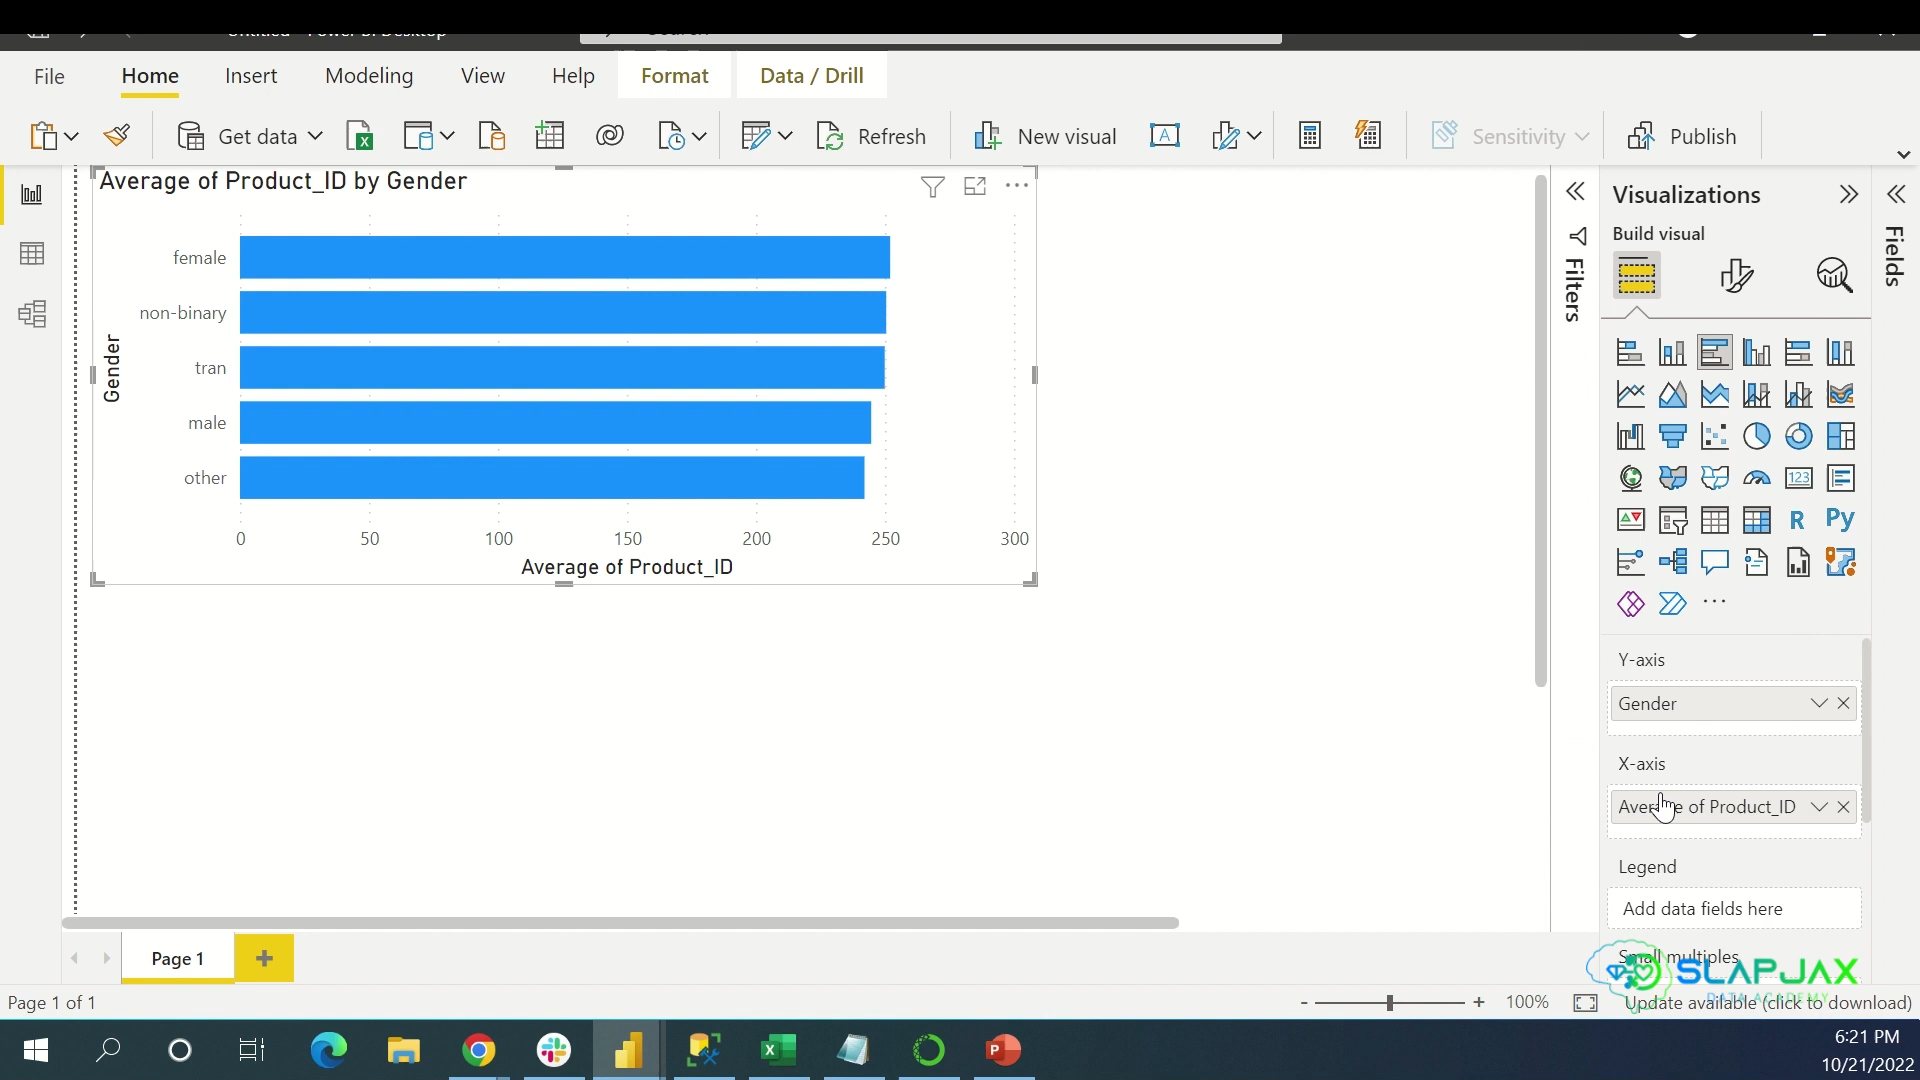 File Home Insert Modeling View Help Format Data / Drill
Get data Refresh New visual Sensitivity Publish
Average of Product_ID by Gender
female
non-binary
tran
male
other
Gender
0 50 100 150 200 250 300
Average of Product_ID
Filters
Visualizations
Build visual
Fields
123
R
Py
Y-axis
Gender
X-axis
Average of Product_ID
Legend
Add data fields here
Small multiples
SLAPJAX
DATA ACADEMY
Page 1
Page 1 of 1
100%
Update available (click to download)
6:21 PM
10/21/2022